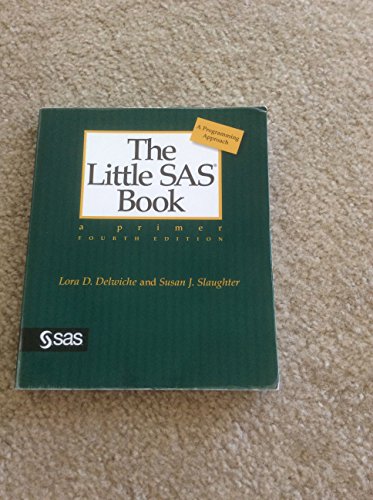 A Programming
Approach
The
Little SAS®
Book
a primer
FOURTH EDITION
Lora D. Delwiche and Susan J. Slaughter
sas